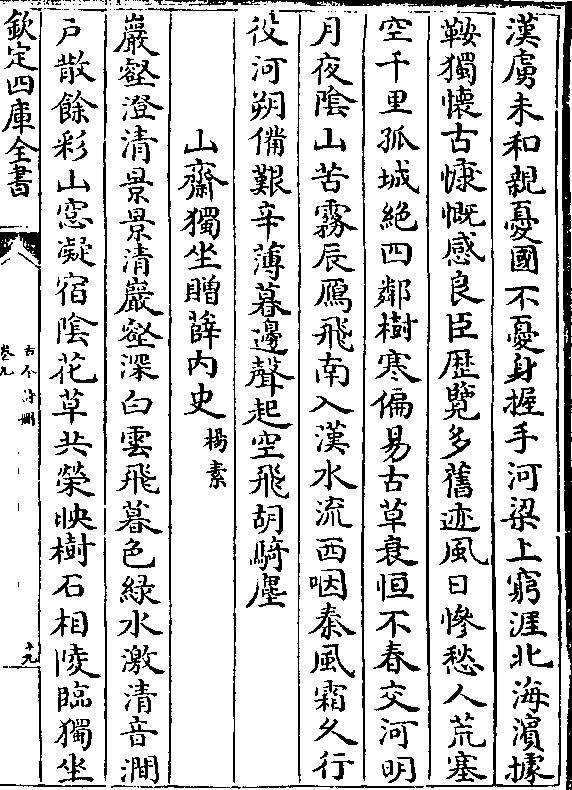 漢虜未和親憂國不憂身握手河梁上窮涯北海濱據
鞍獨懷古慷慨感良臣歴覽多舊迹風日慘愁人荒塞
空千里孤城絶四鄰樹寒偏易古草衰恒不春交河明
月夜陰山苦霧辰鴈飛南入漢水流西咽秦風霜久行
役河朔備艱辛薄暮邊聲起空飛胡騎塵
山齋獨坐贈薛内史楊素
巖壑澄清景景清巖壑深白雲飛暮色緑水激清音澗
户散餘彩山窓凝宿陰花草共榮映樹石相陵臨獨坐
欽定四庫全書
古今詩刪
卷九
十九